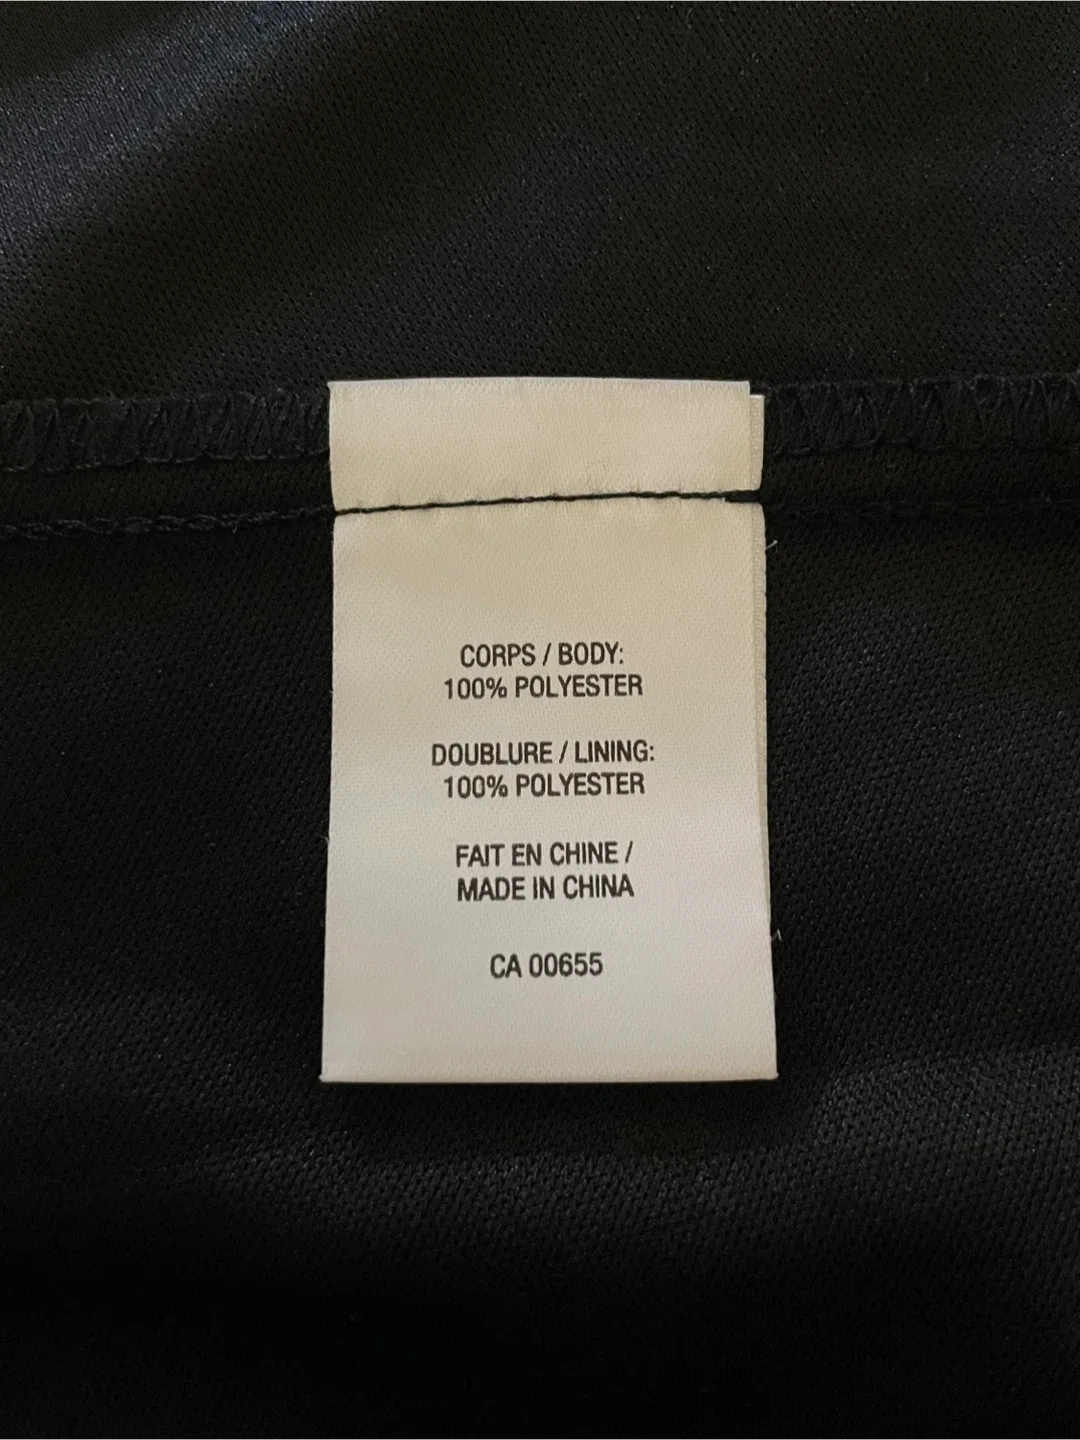 CORPS / BODY:
100% POLYESTER
DOUBLURE / LINING:
100% POLYESTER
FAIT EN CHINE /
MADE IN CHINA
CA 00655